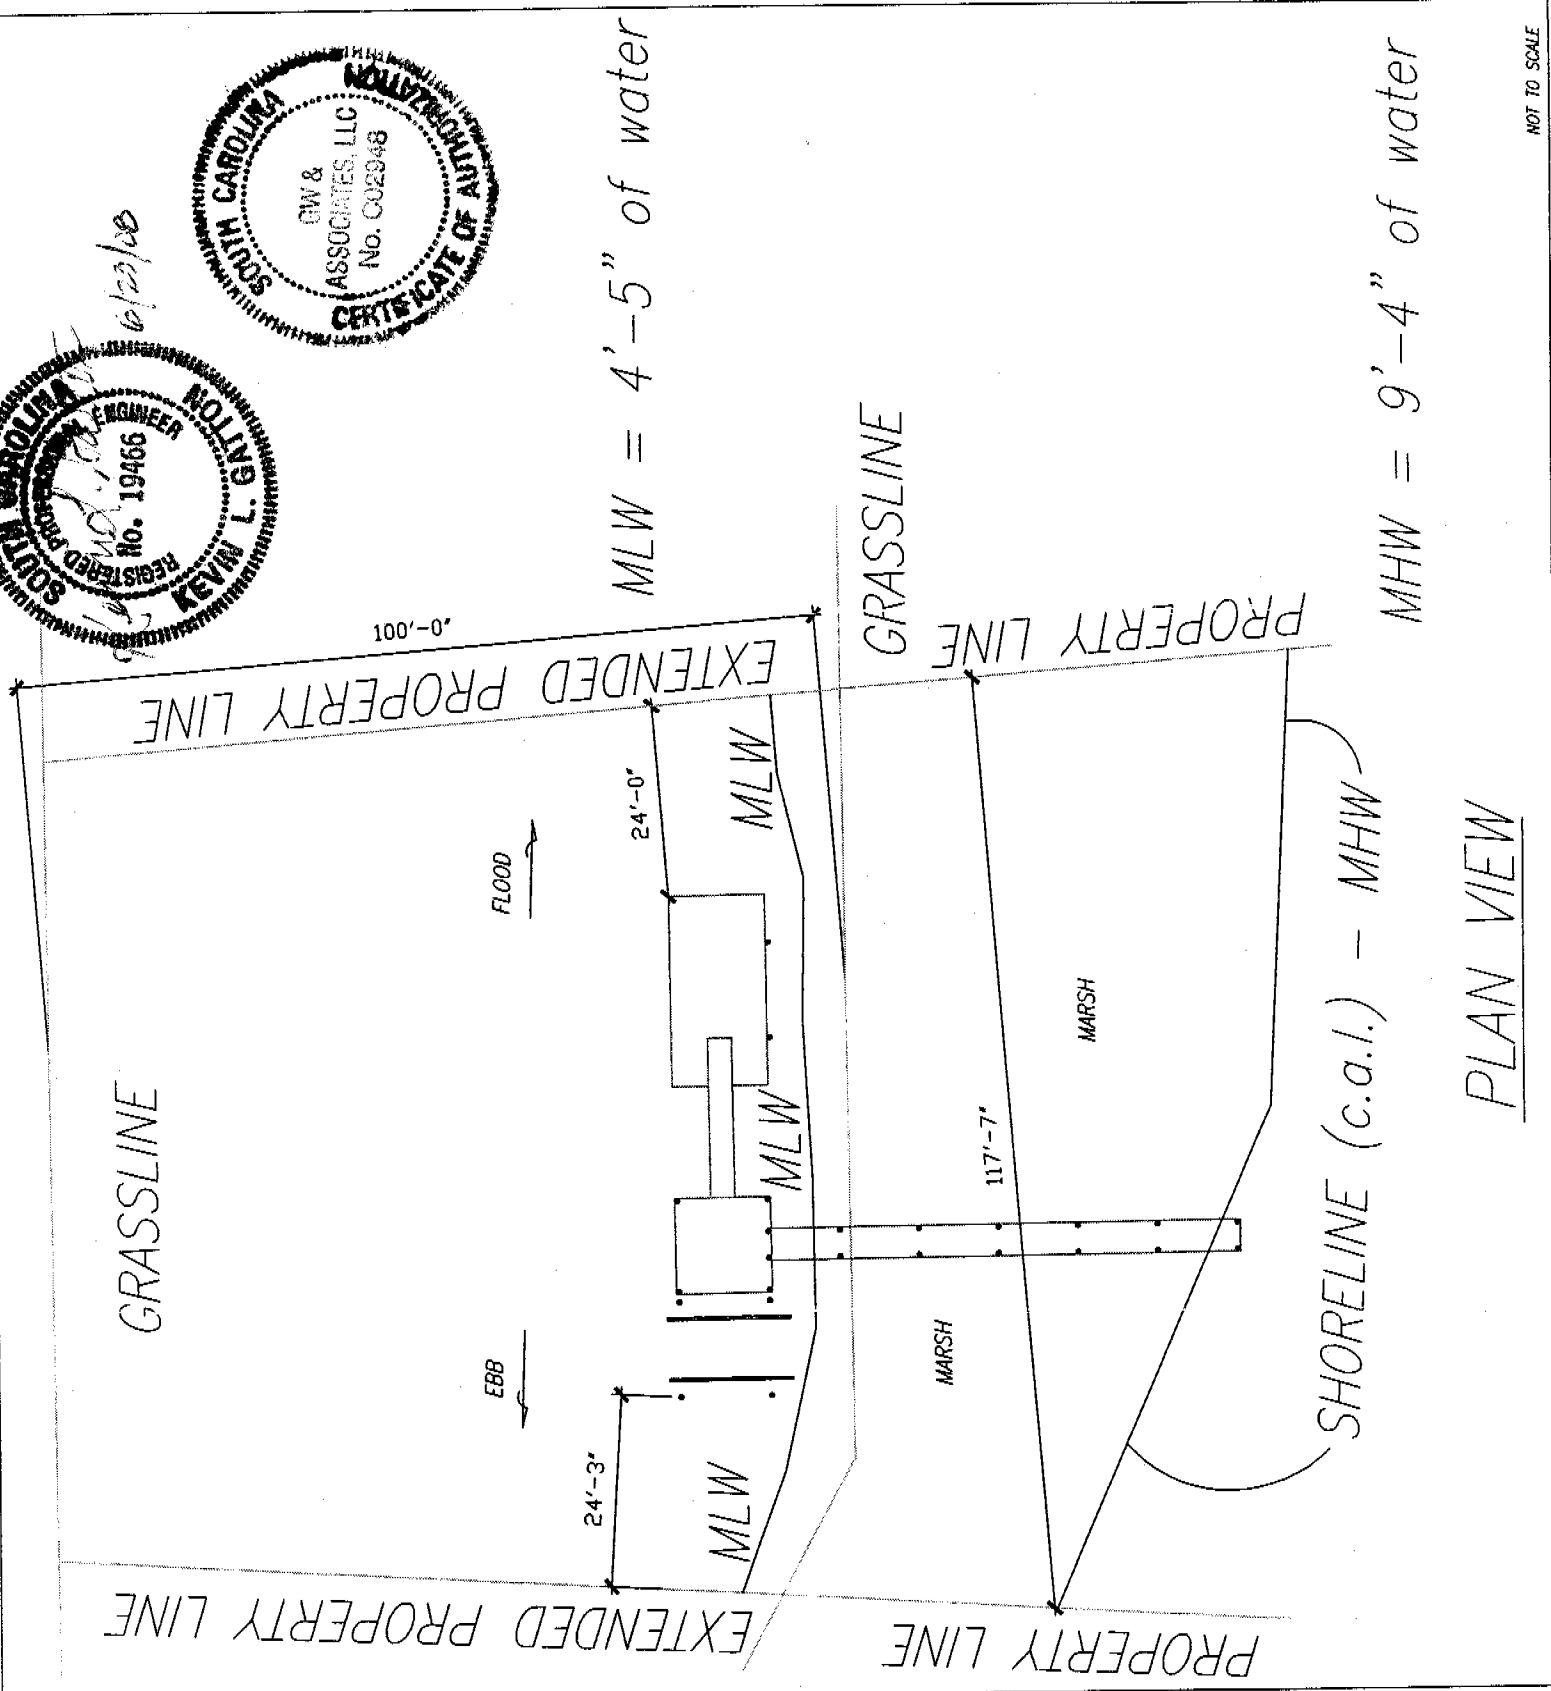 SOUTH CAROLINA
REGISTERED PROFESSIONAL ENGINEER
No. 19466
KEVIN L. GATTON
SOUTH CAROLINA
GW &
ASSOCIATES, LLC
No. C02948
CERTIFICATE OF AUTHORIZATION
100'-0"
EXTENDED PROPERTY LINE
GRASSLINE
FLOOD
EBB
24'-0"
24'-3"
MLW
MLW
MLW
MLW = 4'-5" of water
EXTENDED PROPERTY LINE
GRASSLINE
PROPERTY LINE
MARSH
MARSH
117'-7"
PROPERTY LINE
SHORELINE (c.a.l.) - MHW
MHW = 9'-4" of water
PLAN VIEW
NOT TO SCALE